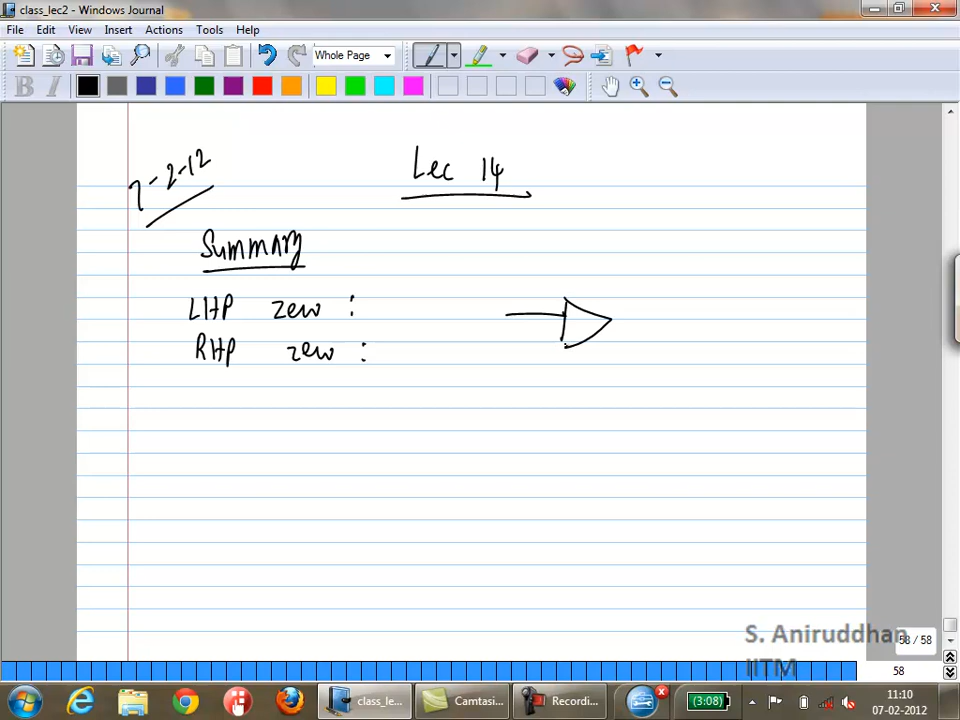 class_lec2 - Windows Journal
File Edit View Insert Actions Tools Help
Whole Page
B I
7-2-12
Lec 14
Summary
LHP zero :
RHP zero :
S. Aniruddhan
IITM
58 / 58
58
class_le...
Camtasi...
Recordi...
(3:08)
11:10
07-02-2012